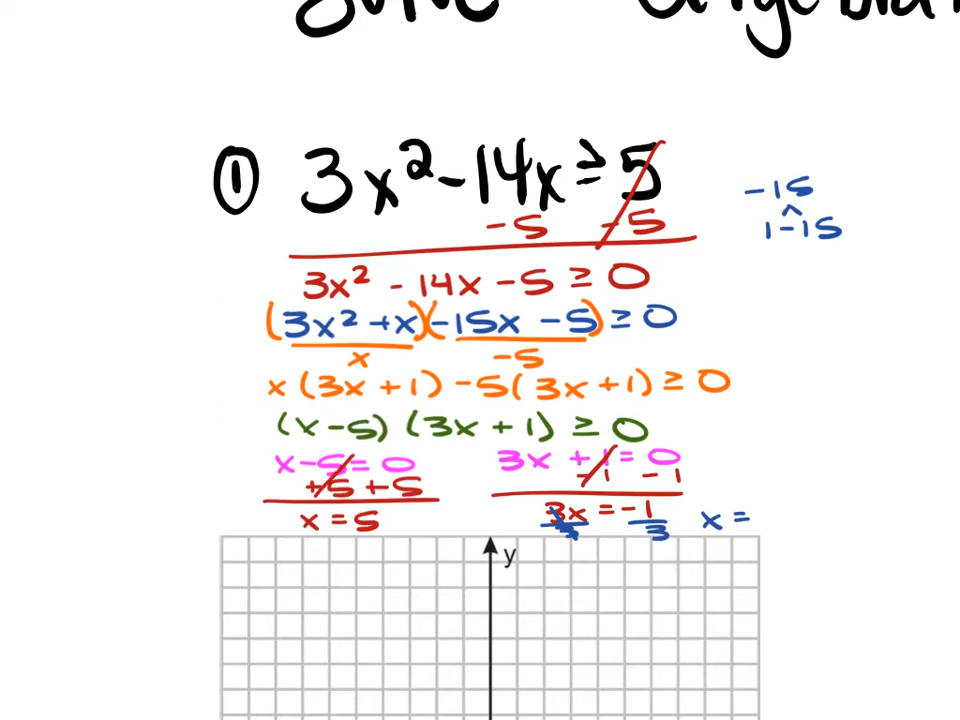 Solve algebra
① 3x² - 14x ≥ 5
-5 -5
-15
1 -15
3x² - 14x - 5 ≥ 0
(3x² + x)(-15x - 5) ≥ 0
x -5
x(3x + 1) - 5(3x + 1) ≥ 0
(x - 5) (3x + 1) ≥ 0
x - 5 = 0 3x + 1 = 0
+5 +5 -1 -1
x = 5 3x = -1 x =
3 3
y